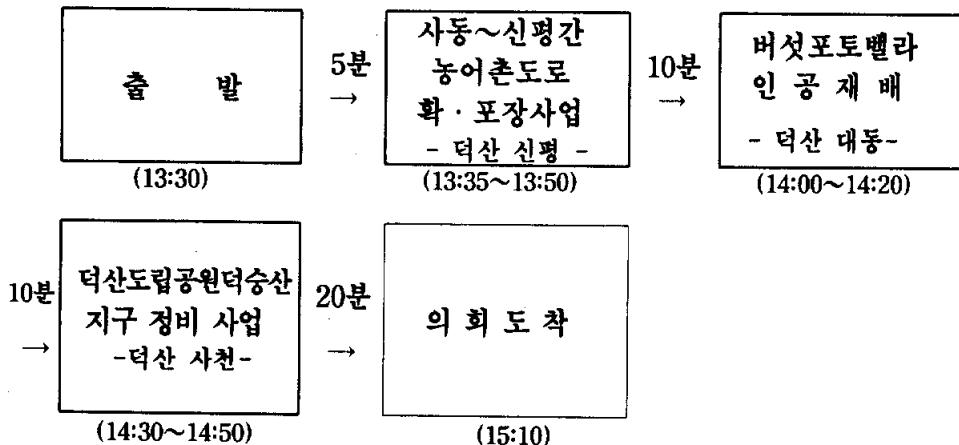 출 발
(13:30)
5분
→
사동～신평간
농어촌도로
확·포장사업
- 덕산 신평 -
(13:35～13:50)
10분
→
버섯포토벨라
인 공 재 배
- 덕산 대동-
(14:00～14:20)
10분
→
덕산도립공원덕숭산
지구 정비 사업
-덕산 사천-
(14:30～14:50)
20분
→
의 회 도 착
(15:10)